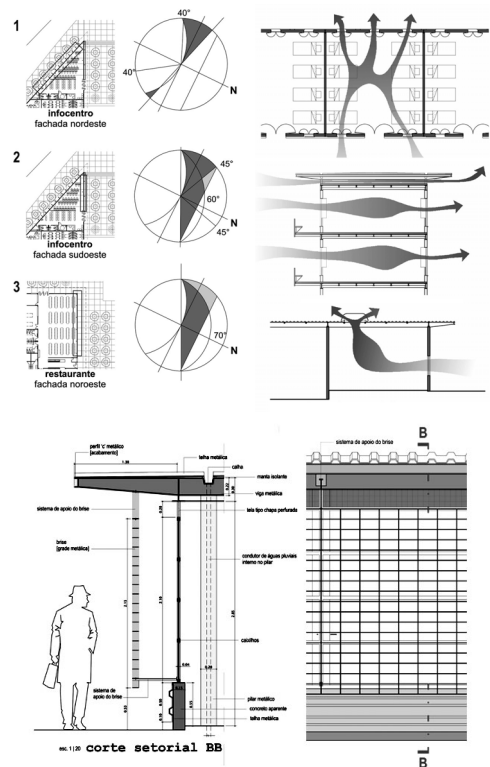 1
40°
40°
N
infocentro
fachada nordeste
2
45°
60°
45°
N
infocentro
fachada sudoeste
3
70°
N
restaurante
fachada noroeste
perfil 'c' metálico
[acabamento]
telha metálica
calha
manta isolante
viga metálica
tela tipo chapa perfurada
sistema de apoio do brise
brise
[grade metálica]
condutor de águas pluviais
interno no pilar
caixilhos
sistema de
apoio do brise
pilar metálico
concreto aparente
telha metálica
esc. 1|20 corte setorial BB
B
sistema de apoio do brise
B